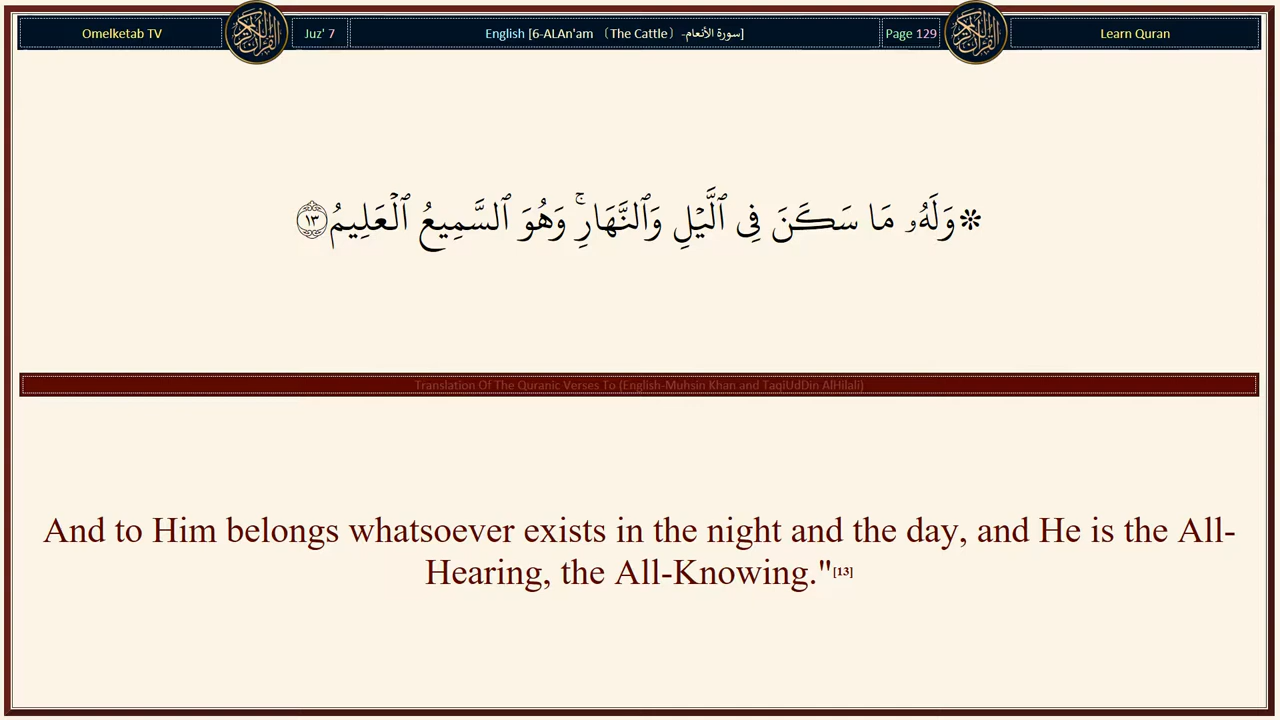 Omelketab TV
Juz' 7
English [6-ALAn'am （The Cattle）-سورة الأنعام]
Page 129
Learn Quran
۞وَلَهُۥ مَا سَكَنَ فِى ٱلَّيْلِ وَٱلنَّهَارِ ۚ وَهُوَ ٱلسَّمِيعُ ٱلْعَلِيمُ ١٣
Translation Of The Quranic Verses To (English-Muhsin Khan and TaqiUdDin AlHilali)
And to Him belongs whatsoever exists in the night and the day, and He is the All-
Hearing, the All-Knowing."[13]